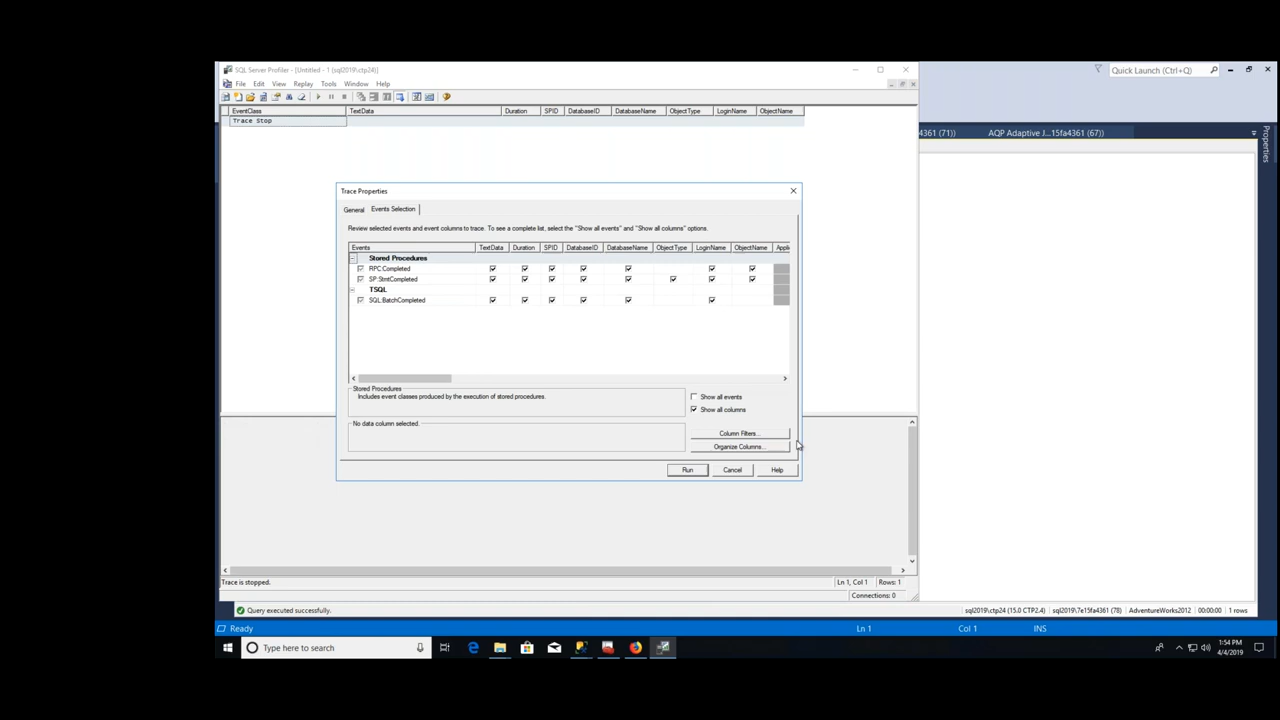 SQL Server Profiler - [Untitled - 1 (sql2019\ctp24)]
Quick Launch (Ctrl+Q)
File Edit View Replay Tools Window Help
EventClass TextData Duration SPID DatabaseID DatabaseName ObjectType LoginName ObjectName
Trace Stop
4361 (71)) AQP Adaptive J...15fa4361 (67))
Properties
Trace Properties
General Events Selection
Review selected events and event columns to trace. To see a complete list, select the "Show all events" and "Show all columns" options.
Events TextData Duration SPID DatabaseID DatabaseName ObjectType LoginName ObjectName Appli
Stored Procedures
RPC:Completed
SP:StmtCompleted
TSQL
SQL:BatchCompleted
Stored Procedures
Includes event classes produced by the execution of stored procedures.
Show all events
Show all columns
No data column selected.
Column Filters...
Organize Columns...
Run Cancel Help
Trace is stopped.
Ln 1, Col 1 Rows: 1
Connections: 0
Query executed successfully.
sql2019\ctp24 (15.0 CTP2.4) sql2019\7e15fa4361 (78) AdventureWorks2012 00:00:00 1 rows
Ready Ln 1 Col 1 INS
Type here to search
1:54 PM
4/4/2019